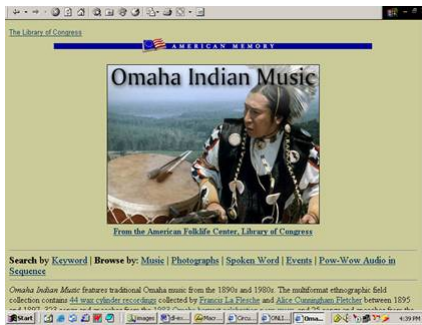 The Library of Congress
AMERICAN MEMORY
Omaha Indian Music
From the American Folklife Center, Library of Congress
Search by Keyword | Browse by: Music | Photographs | Spoken Word | Events | Pow-Wow Audio in
Sequence
Omaha Indian Music features traditional Omaha music from the 1890s and 1980s. The multiformat ethnographic field
collection contains 44 wax cylinder recordings collected by Francis La Flesche and Alice Cunningham Fletcher between 1895
Start
images
4:39 PM